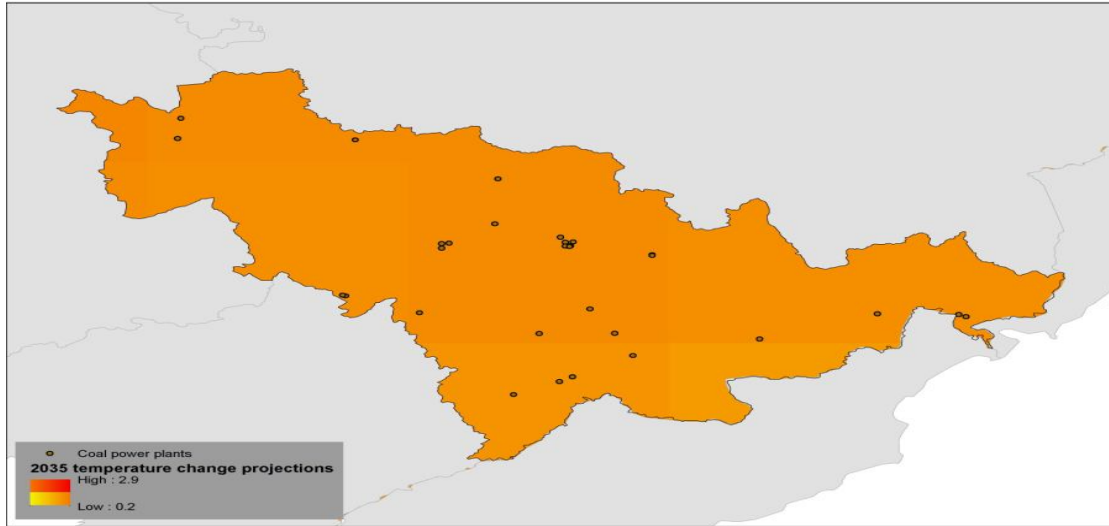 Coal power plants
2035 temperature change projections
High : 2.9
Low : 0.2